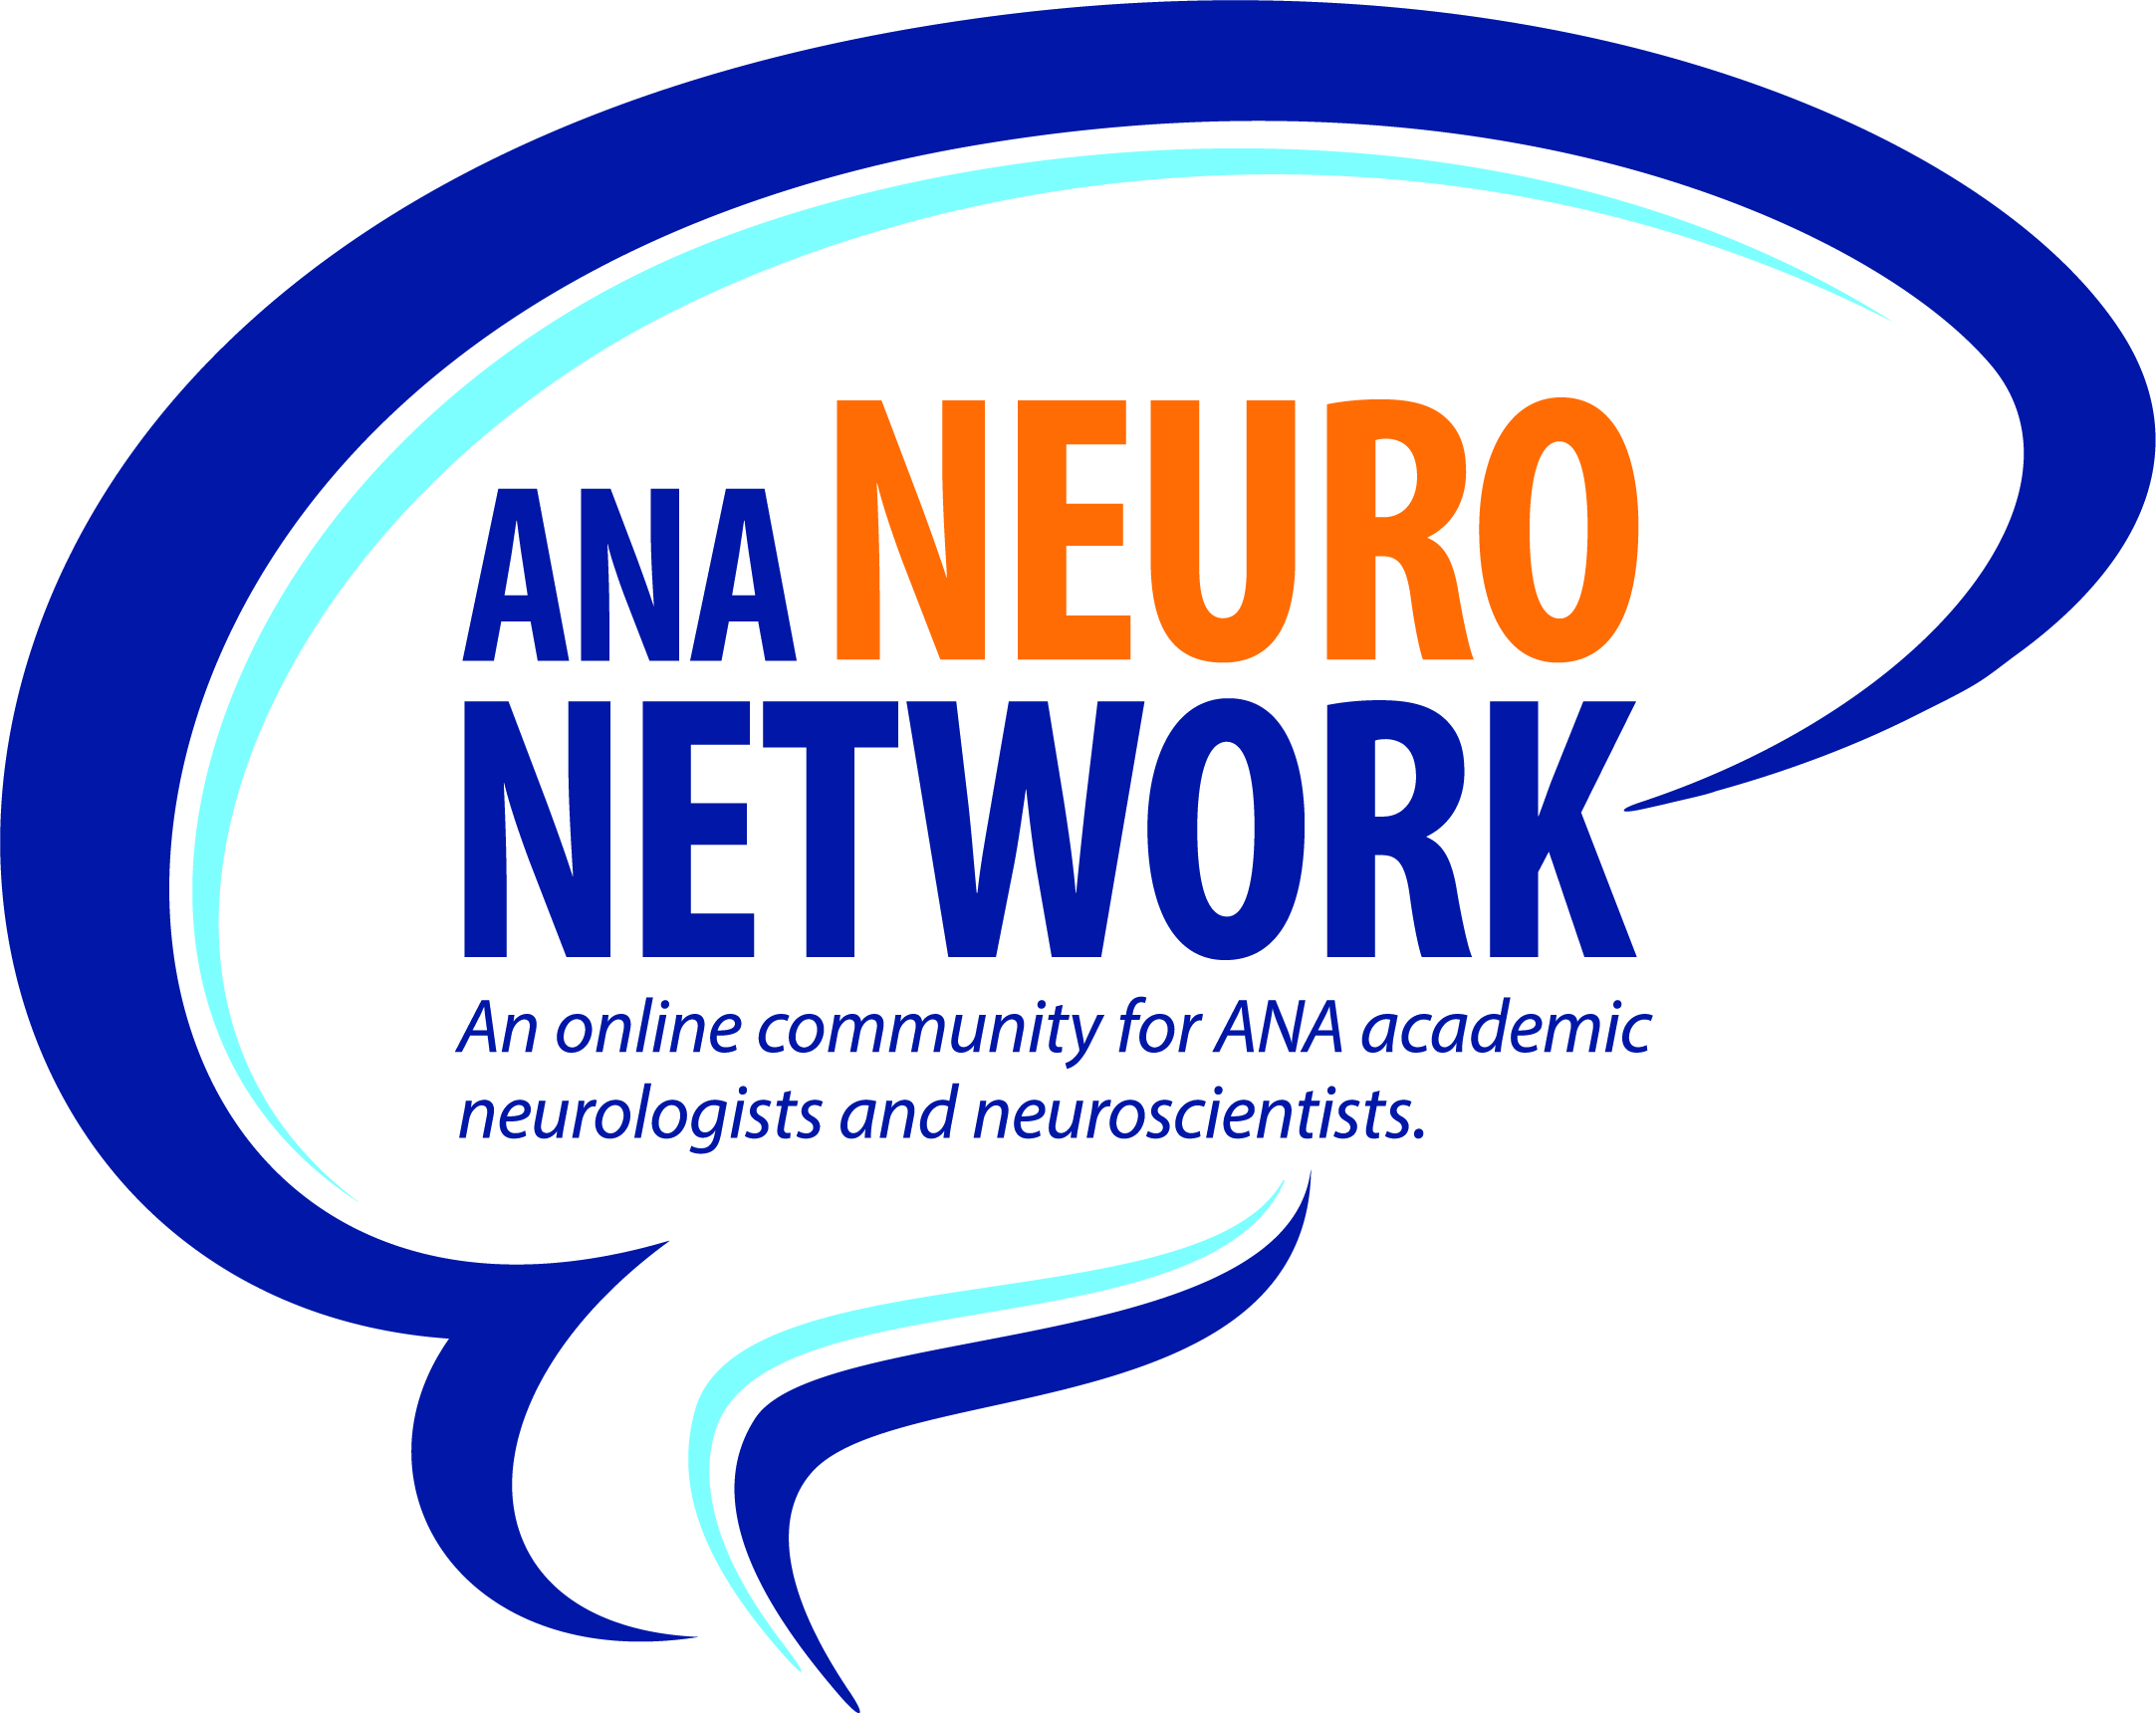 ANA NEURO
NETWORK
An online community for ANA academic
neurologists and neuroscientists.